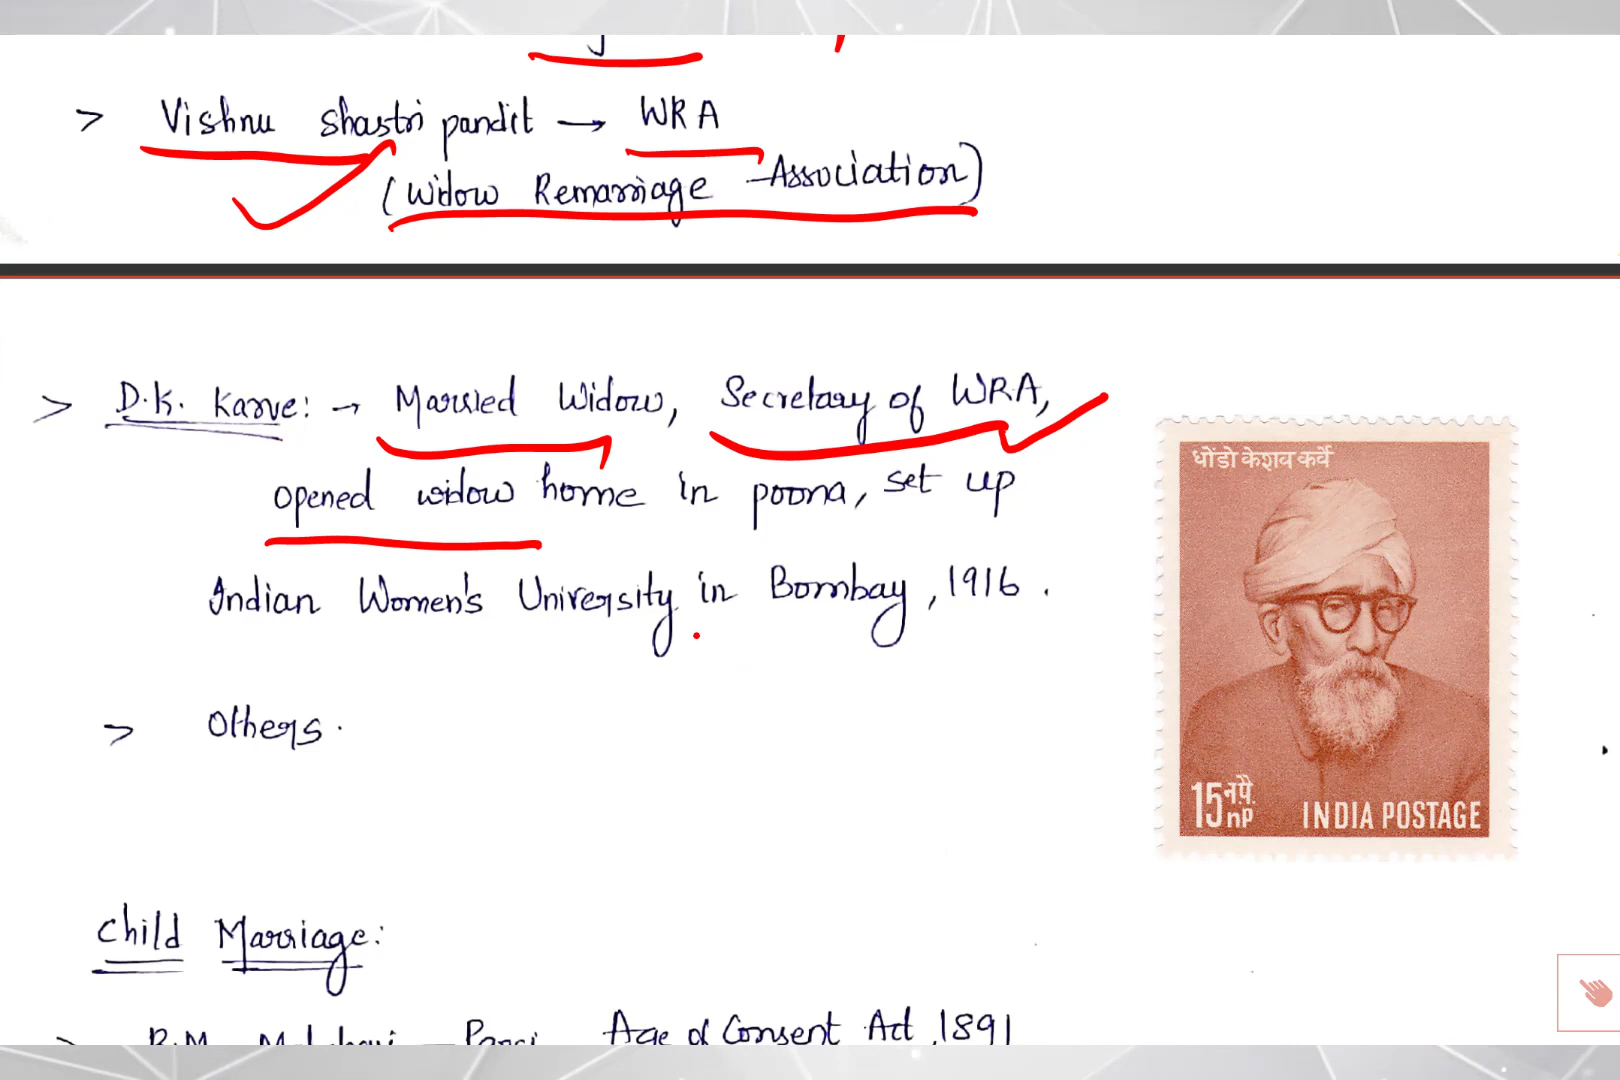 > Vishnu Shastri pandit → WRA
(Widow Remarriage Association)
> D.K. Karve: → Married Widow, Secretary of WRA,
opened widow home in poona, set up
Indian Women's University in Bombay, 1916.
> Others.
धोंडो केशव कर्वे
15 न.पै. nP INDIA POSTAGE
Child Marriage:
Age of Consent Act, 1891